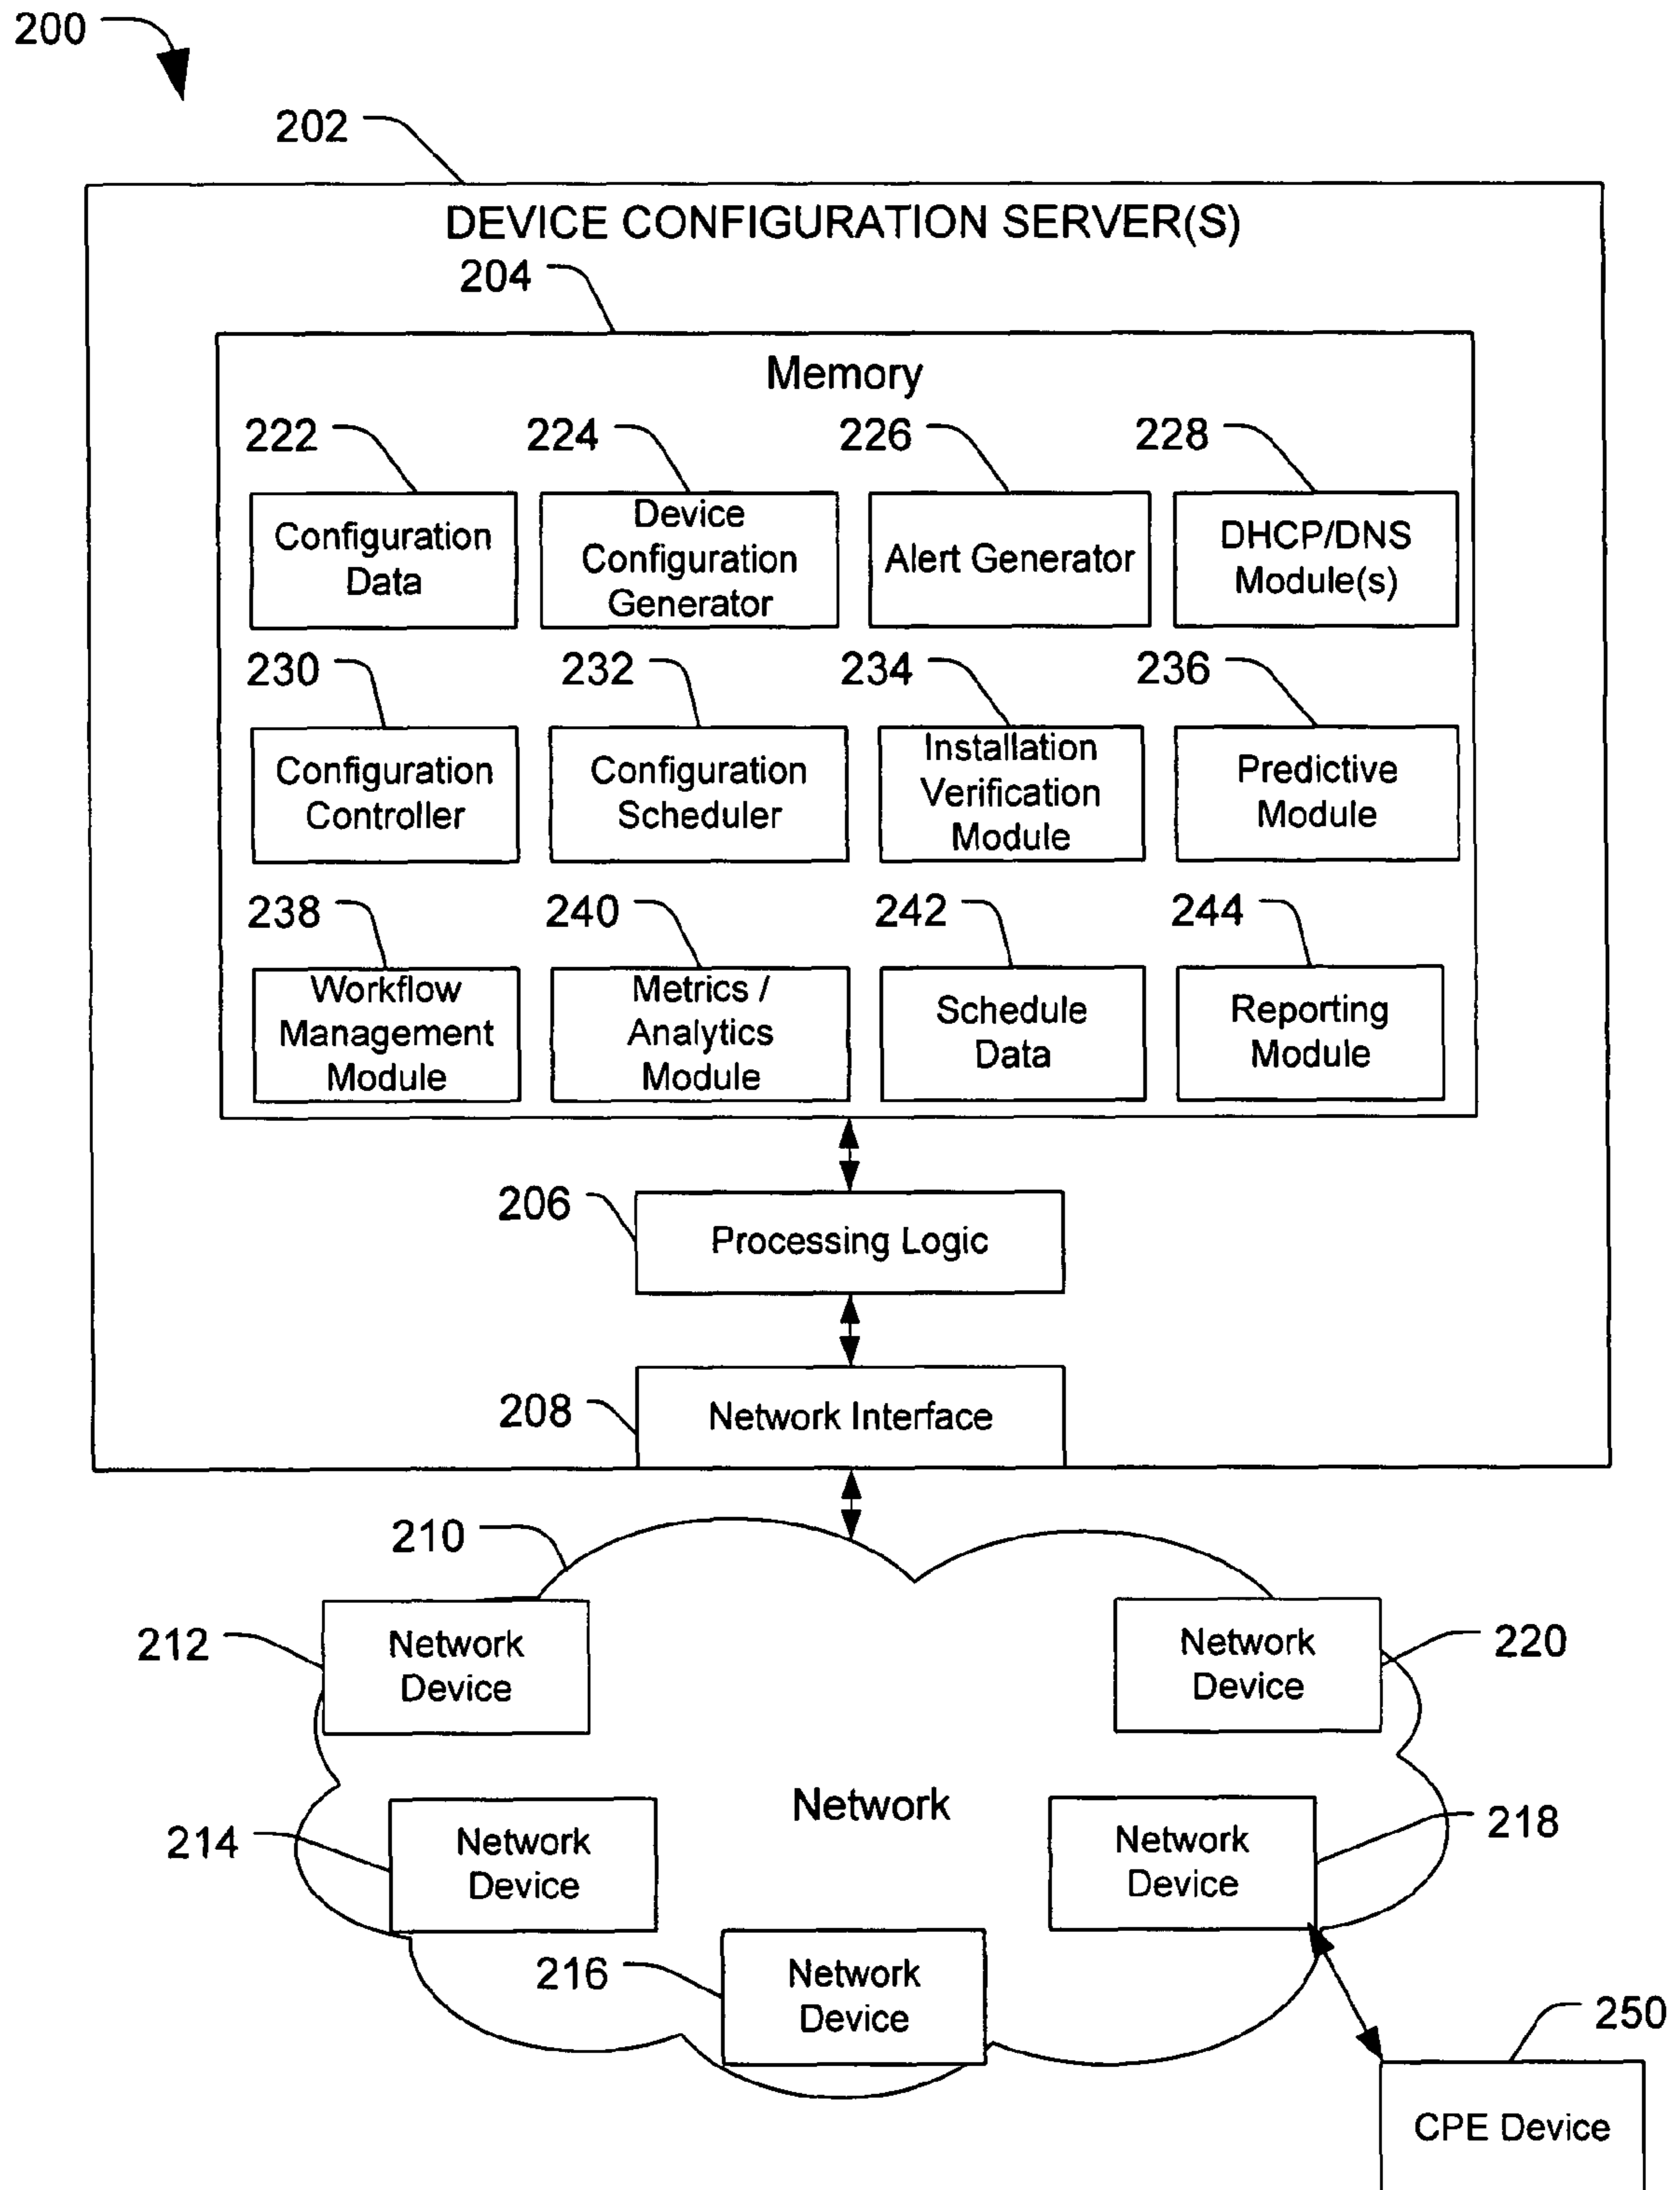 200
202
DEVICE CONFIGURATION SERVER(S)
204
Memory
222
224
226
228
Configuration
Data
Device
Configuration
Generator
Alert Generator
DHCP/DNS
Module(s)
230
232
234
236
Configuration
Controller
Configuration
Scheduler
Installation
Verification
Module
Predictive
Module
238
240
242
244
Workflow
Management
Module
Metrics /
Analytics
Module
Schedule
Data
Reporting
Module
206
Processing Logic
208
Network Interface
210
212
Network
Device
Network
Device
220
Network
214
Network
Device
Network
Device
218
216
Network
Device
250
CPE Device